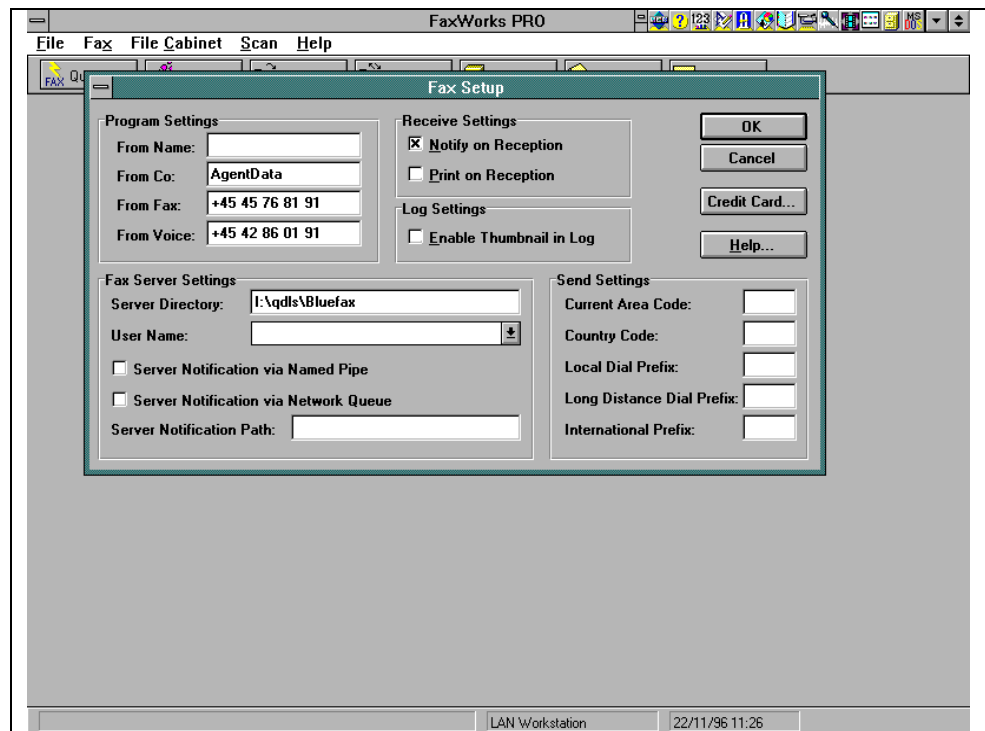 FaxWorks PRO
File Fax File Cabinet Scan Help
FAX
Fax Setup
Program Settings
From Name:
From Co: AgentData
From Fax: +45 45 76 81 91
From Voice: +45 42 86 01 91
Receive Settings
Notify on Reception
Print on Reception
Log Settings
Enable Thumbnail in Log
OK
Cancel
Credit Card...
Help...
Fax Server Settings
Server Directory: I:\qdls\Bluefax
User Name:
Server Notification via Named Pipe
Server Notification via Network Queue
Server Notification Path:
Send Settings
Current Area Code:
Country Code:
Local Dial Prefix:
Long Distance Dial Prefix:
International Prefix:
LAN Workstation 22/11/96 11:26